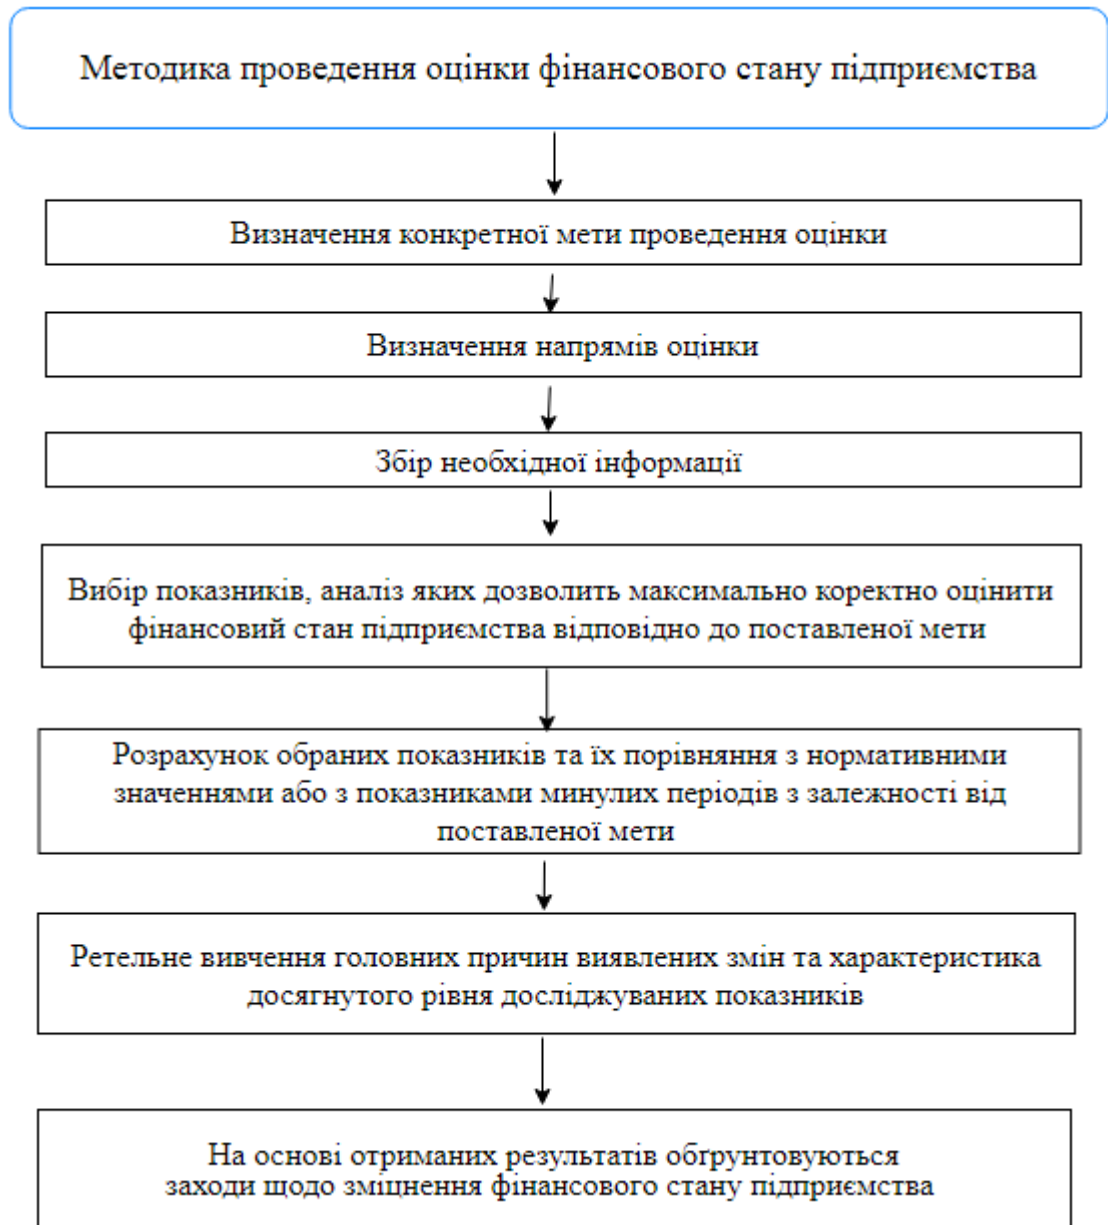 Методика проведення оцінки фінансового стану підприємства
Визначення конкретної мети проведення оцінки
Визначення напрямів оцінки
Збір необхідної інформації
Вибір показників, аналіз яких дозволить максимально коректно оцінити
фінансовий стан підприємства відповідно до поставленої мети
Розрахунок обраних показників та їх порівняння з нормативними
значеннями або з показниками минулих періодів з залежності від
поставленої мети
Ретельне вивчення головних причин виявлених змін та характеристика
досягнутого рівня досліджуваних показників
На основі отриманих результатів обґрунтовуються
заходи щодо зміцнення фінансового стану підприємства